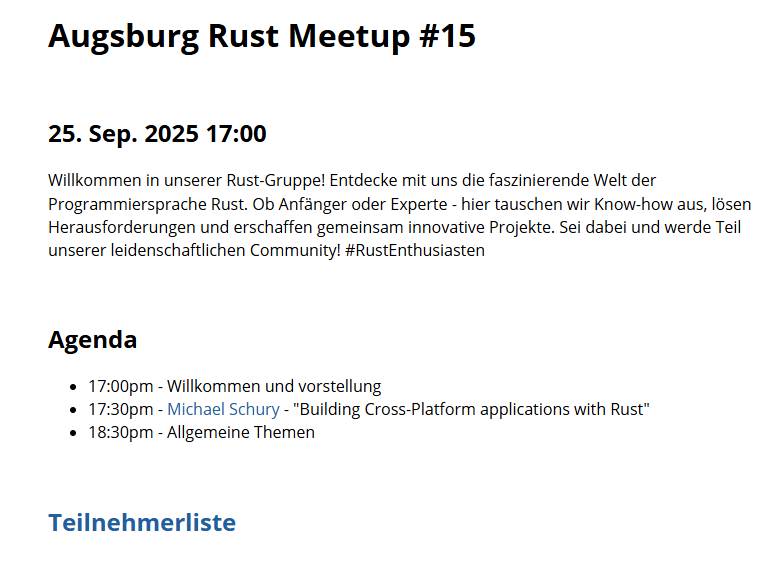 Augsburg Rust Meetup #15
25. Sep. 2025 17:00
Willkommen in unserer Rust-Gruppe! Entdecke mit uns die faszinierende Welt der
Programmiersprache Rust. Ob Anfänger oder Experte - hier tauschen wir Know-how aus, lösen
Herausforderungen und erschaffen gemeinsam innovative Projekte. Sei dabei und werde Teil
unserer leidenschaftlichen Community! #RustEnthusiasten
Agenda
• 17:00pm - Willkommen und vorstellung
• 17:30pm - Michael Schury - "Building Cross-Platform applications with Rust"
• 18:30pm - Allgemeine Themen
Teilnehmerliste